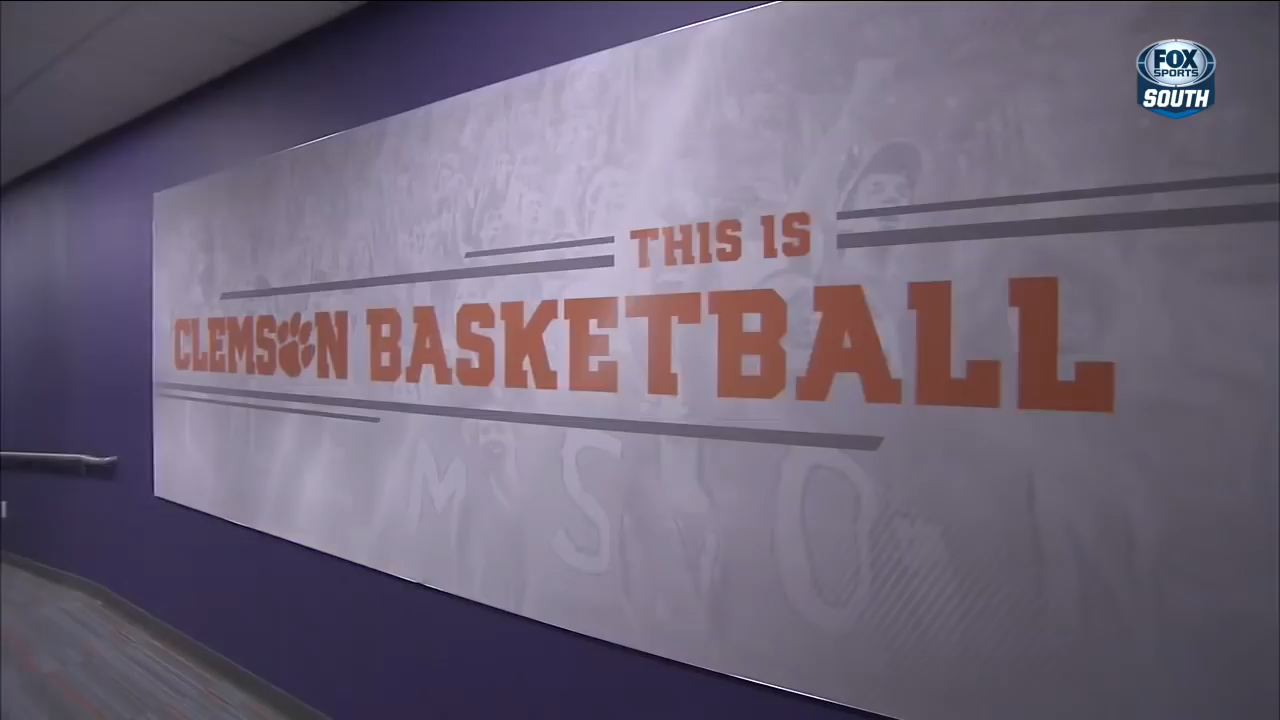 FOX
SPORTS
SOUTH
THIS IS
CLEMSON BASKETBALL
M S O N